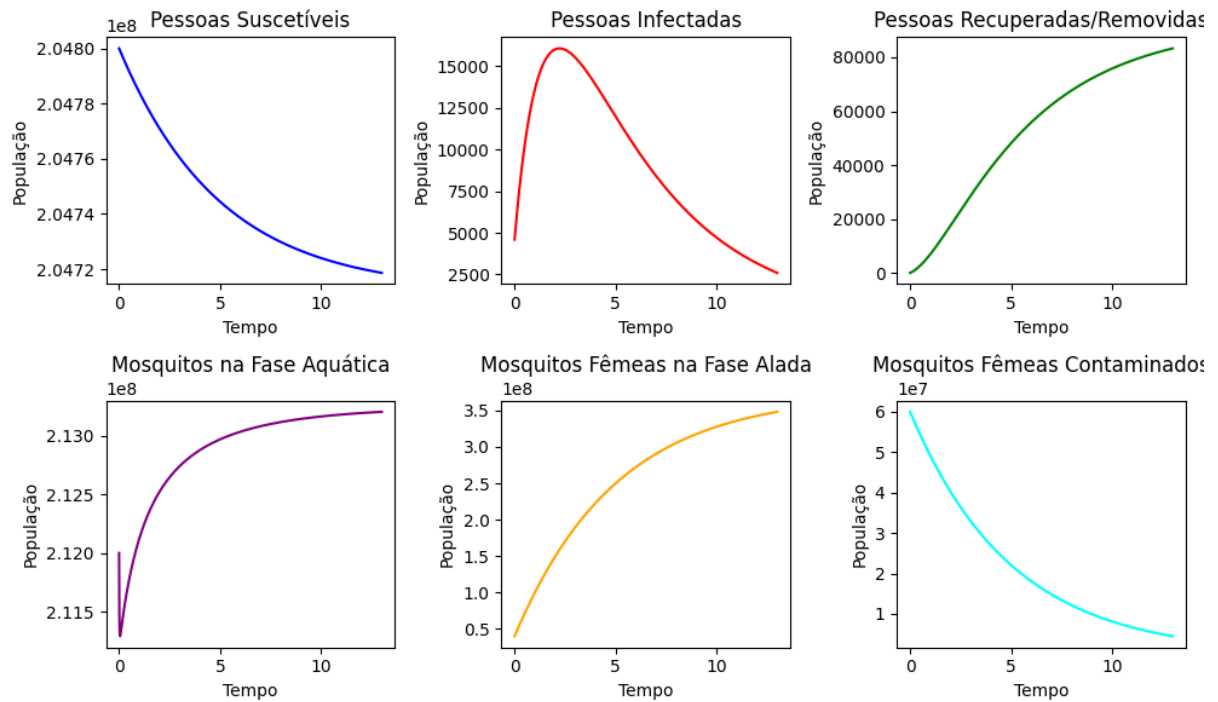 Pessoas Suscetíveis
1e8
2.0480
2.0478
2.0476
2.0474
2.0472
População
0
5
10
Tempo
Pessoas Infectadas
15000
12500
10000
7500
5000
2500
População
0
5
10
Tempo
Pessoas Recuperadas/Removidas
80000
60000
40000
20000
0
População
0
5
10
Tempo
Mosquitos na Fase Aquática
1e8
2.130
2.125
2.120
2.115
População
0
5
10
Tempo
Mosquitos Fêmeas na Fase Alada
1e8
3.5
3.0
2.5
2.0
1.5
1.0
0.5
População
0
5
10
Tempo
Mosquitos Fêmeas Contaminados
1e7
6
5
4
3
2
1
População
0
5
10
Tempo